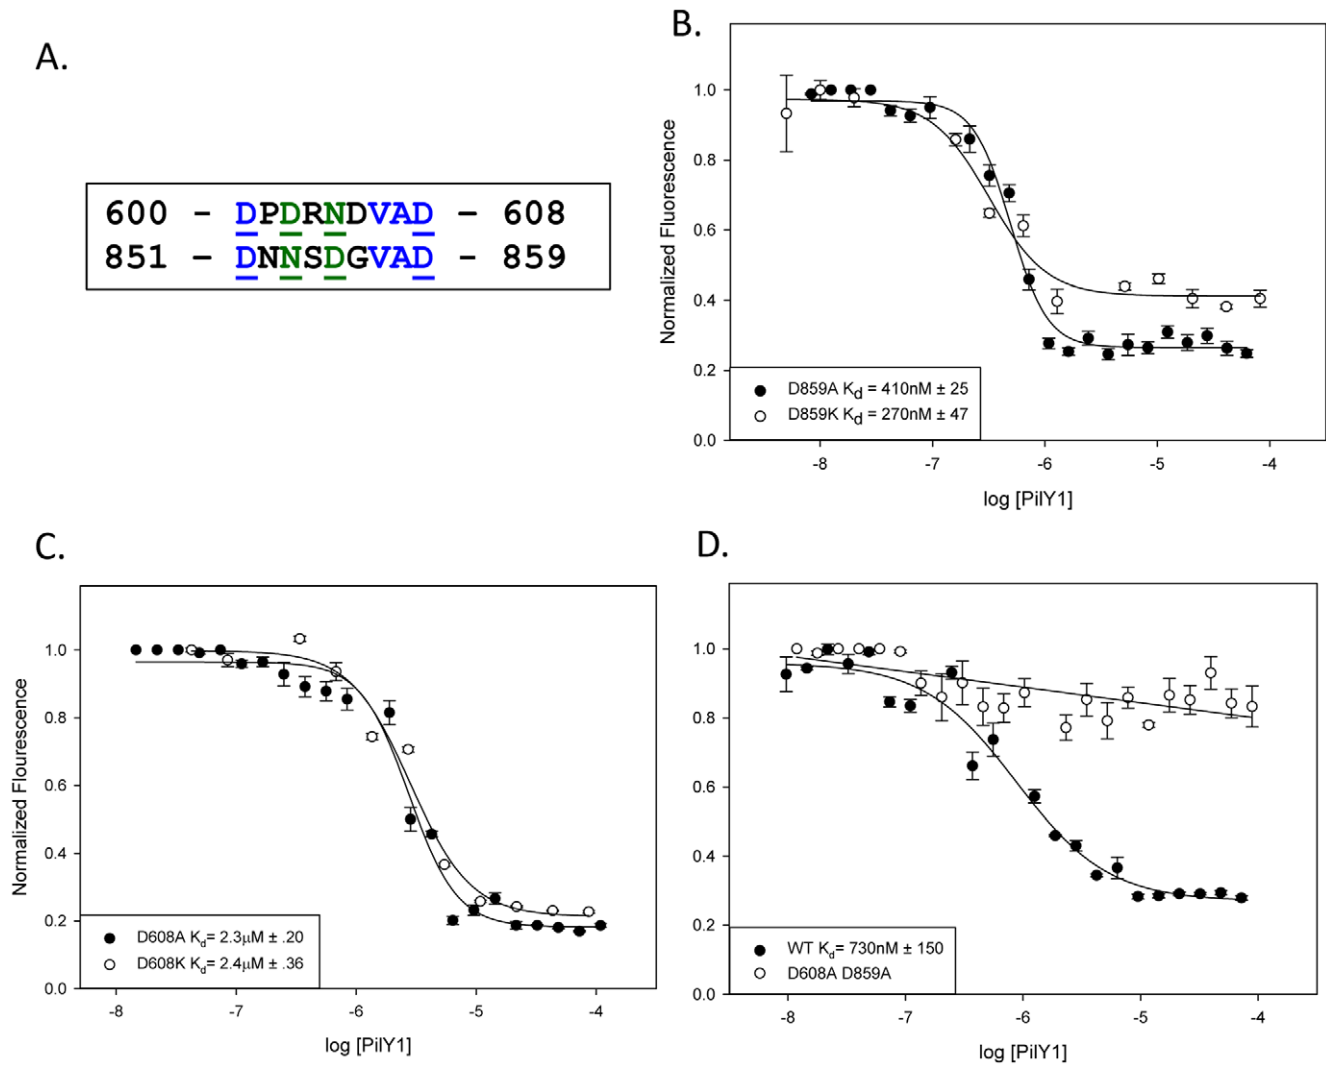 A.
600 - DPDRNDVAD - 608
851 - DNNSDGVAD - 859
B.
Normalized Fluorescence
1.0
0.8
0.6
0.4
0.2
0.0
D859A Kd = 410nM ± 25
D859K Kd = 270nM ± 47
-8 -7 -6 -5 -4
log [PilY1]
C.
Normalized Flourescence
1.0
0.8
0.6
0.4
0.2
0.0
D608A Kd= 2.3μM ± .20
D608K Kd= 2.4μM ± .36
-8 -7 -6 -5 -4
log [PilY1]
D.
1.0
0.8
0.6
0.4
0.2
0.0
WT Kd= 730nM ± 150
D608A D859A
-8 -7 -6 -5 -4
log [PilY1]